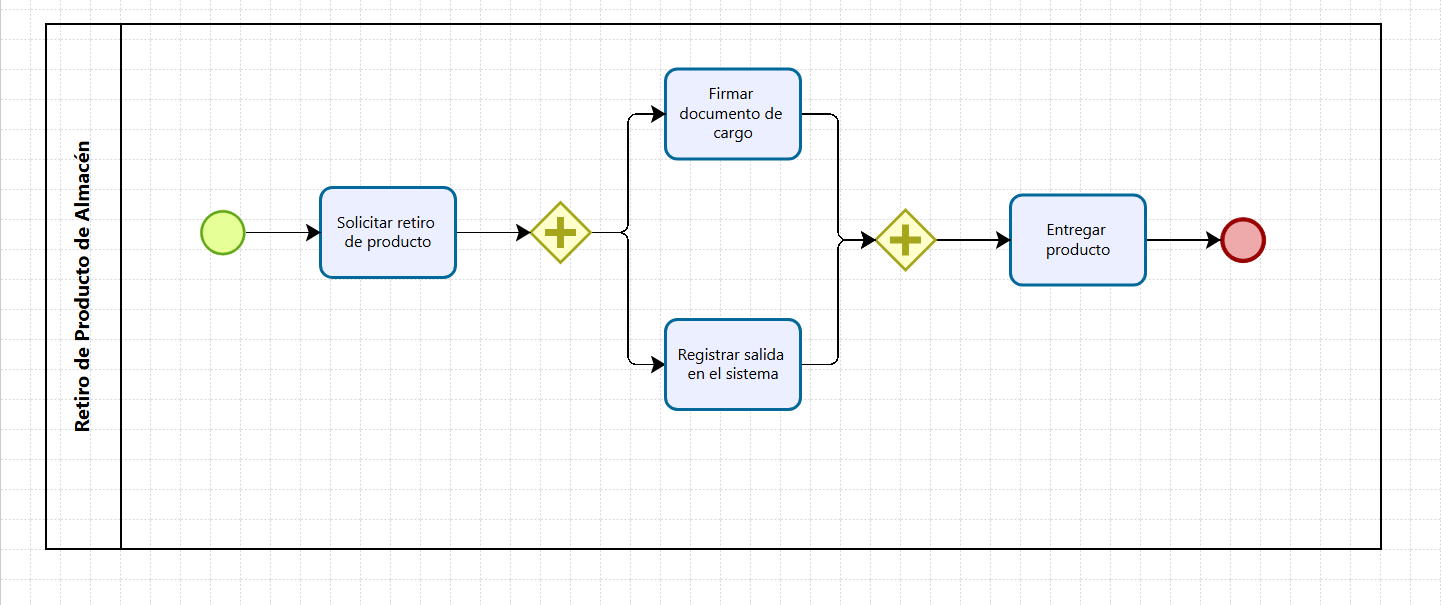 Retiro de Producto de Almacén
Solicitar retiro
de producto
Firmar
documento de
cargo
Registrar salida
en el sistema
Entregar
producto